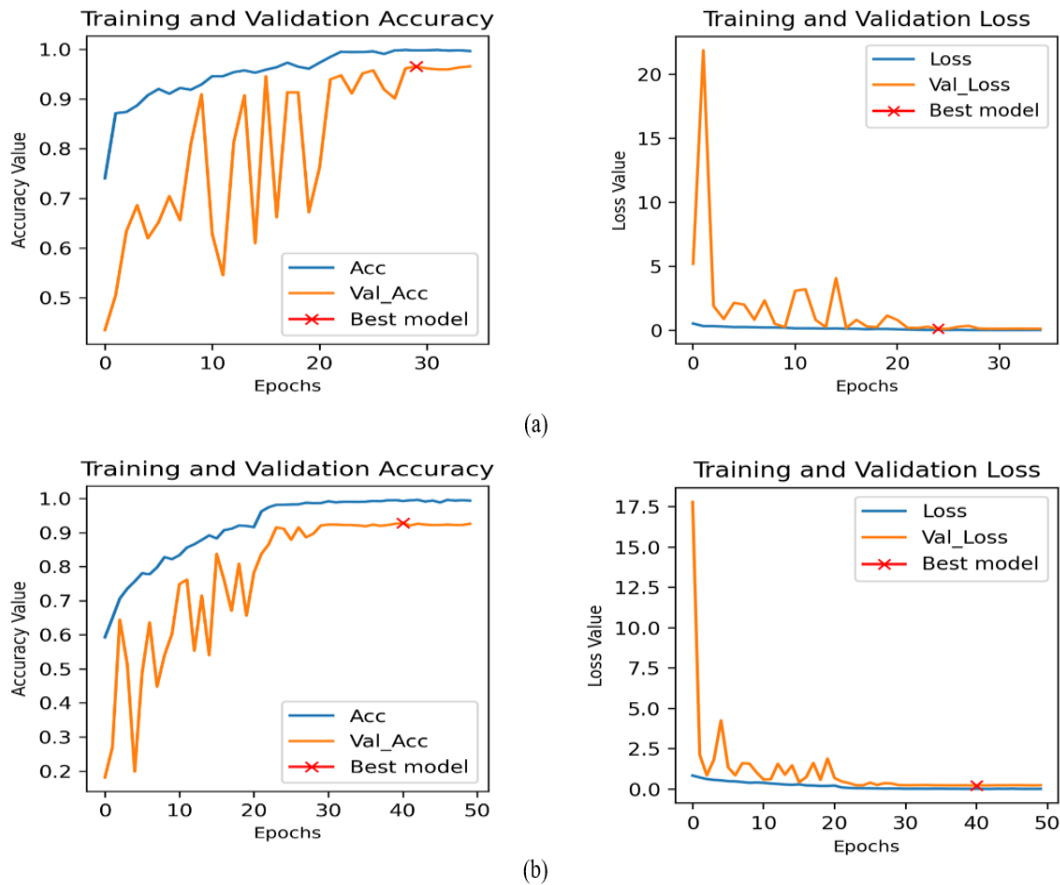 Training and Validation Accuracy
1.0
0.9
0.8
0.7
0.6
0.5
Accuracy Value
Acc
Val_Acc
Best model
0 10 20 30
Epochs
Training and Validation Loss
20
15
10
5
0
Loss Value
Loss
Val_Loss
Best model
0 10 20 30
Epochs
(a)
Training and Validation Accuracy
1.0
0.9
0.8
0.7
0.6
0.5
0.4
0.3
0.2
Accuracy Value
Acc
Val_Acc
Best model
0 10 20 30 40 50
Epochs
Training and Validation Loss
17.5
15.0
12.5
10.0
7.5
5.0
2.5
0.0
Loss Value
Loss
Val_Loss
Best model
0 10 20 30 40 50
Epochs
(b)